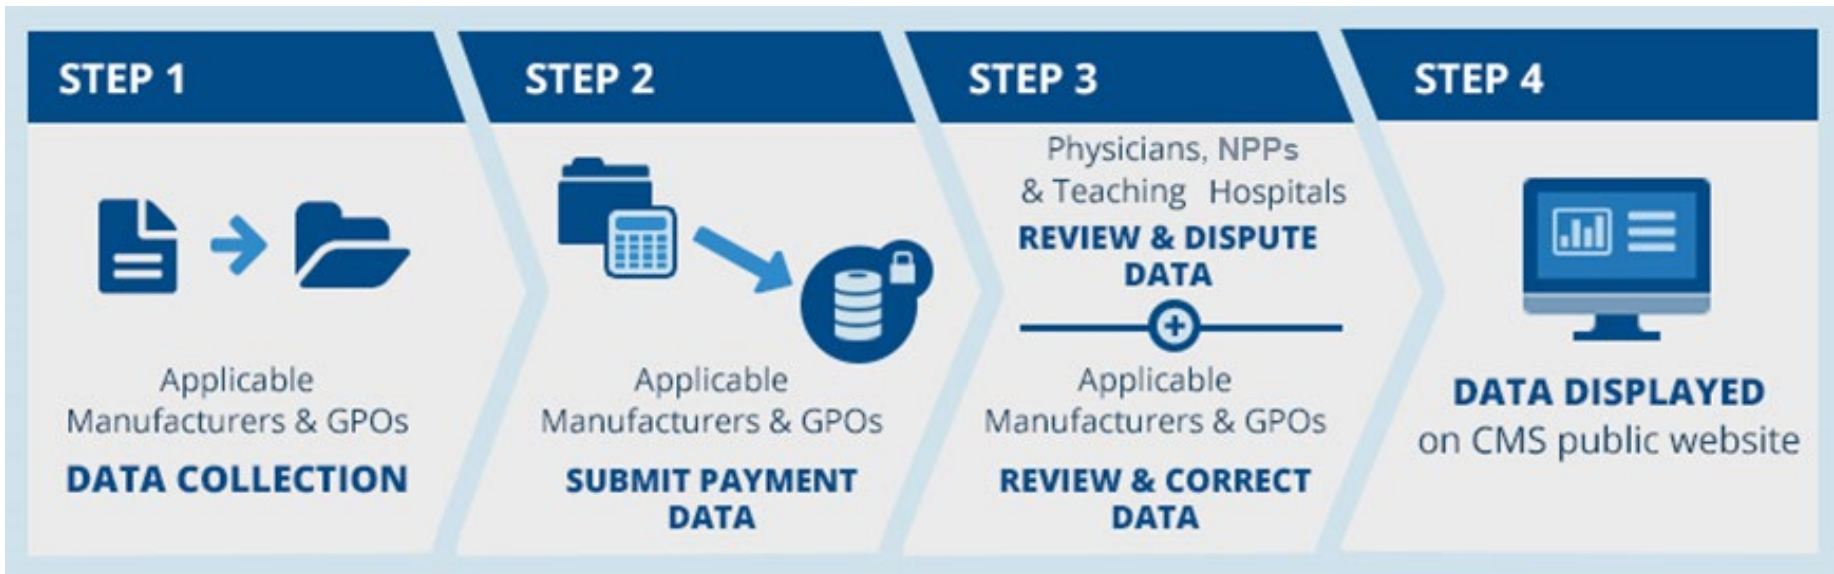 STEP 1
Applicable
Manufacturers & GPOs
DATA COLLECTION
STEP 2
Applicable
Manufacturers & GPOs
SUBMIT PAYMENT
DATA
STEP 3
Physicians, NPPs
& Teaching Hospitals
REVIEW & DISPUTE
DATA
Applicable
Manufacturers & GPOs
REVIEW & CORRECT
DATA
STEP 4
DATA DISPLAYED
on CMS public website